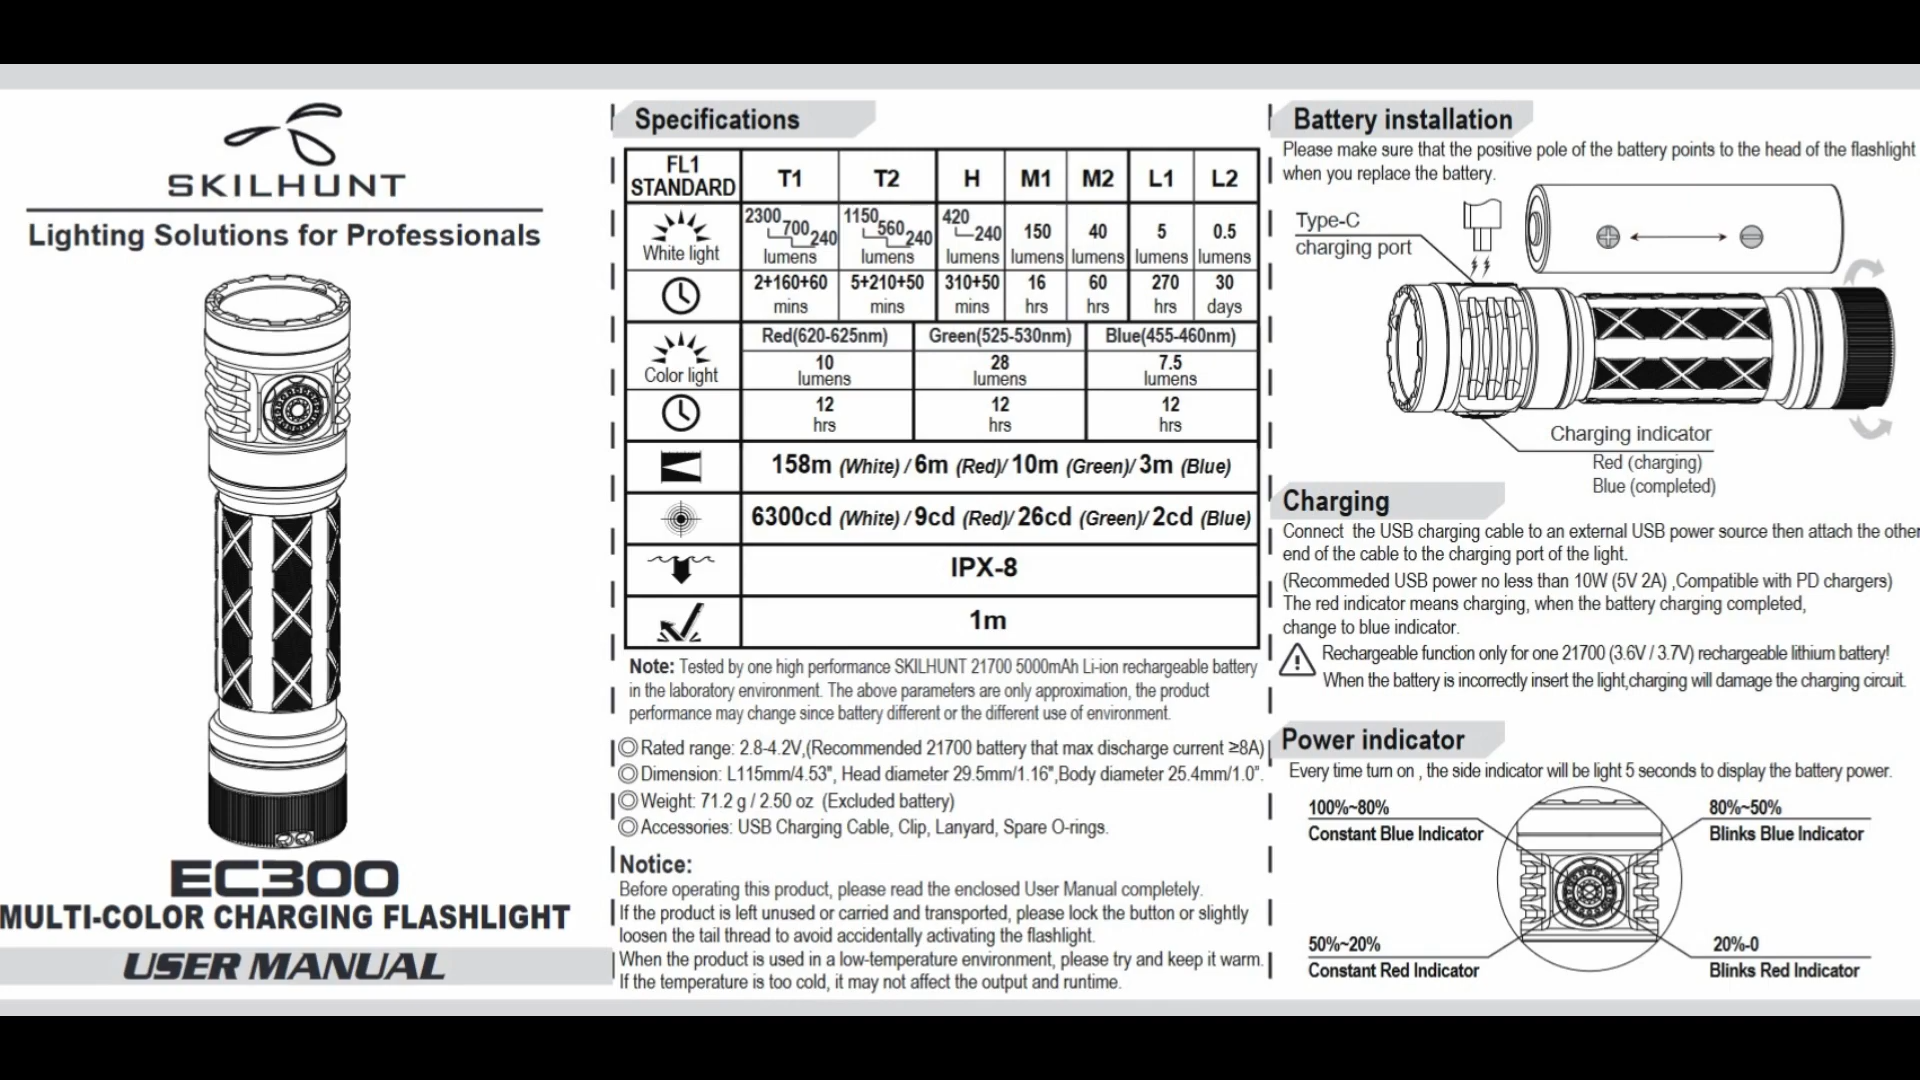 SKILHUNT
Lighting Solutions for Professionals
EC300
MULTI-COLOR CHARGING FLASHLIGHT
USER MANUAL
Specifications
FL1 STANDARD T1 T2 H M1 M2 L1 L2
White light 2300 700 240 lumens 1150 560 240 lumens 420 240 lumens 150 lumens 40 lumens 5 lumens 0.5 lumens
2+160+60 mins 5+210+50 mins 310+50 mins 16 hrs 60 hrs 270 hrs 30 days
Color light Red(620-625nm) Green(525-530nm) Blue(455-460nm)
10 lumens 28 lumens 7.5 lumens
12 hrs 12 hrs 12 hrs
158m (White) / 6m (Red)/ 10m (Green)/ 3m (Blue)
6300cd (White) / 9cd (Red)/ 26cd (Green)/ 2cd (Blue)
IPX-8
1m
Note: Tested by one high performance SKILHUNT 21700 5000mAh Li-ion rechargeable battery
in the laboratory environment. The above parameters are only approximation, the product
performance may change since battery different or the different use of environment.
◎Rated range: 2.8-4.2V,(Recommended 21700 battery that max discharge current ≥8A)
◎Dimension: L115mm/4.53", Head diameter 29.5mm/1.16",Body diameter 25.4mm/1.0".
◎Weight: 71.2 g / 2.50 oz (Excluded battery)
◎Accessories: USB Charging Cable, Clip, Lanyard, Spare O-rings.
Notice:
Before operating this product, please read the enclosed User Manual completely.
If the product is left unused or carried and transported, please lock the button or slightly
loosen the tail thread to avoid accidentally activating the flashlight.
When the product is used in a low-temperature environment, please try and keep it warm.
If the temperature is too cold, it may not affect the output and runtime.
Battery installation
Please make sure that the positive pole of the battery points to the head of the flashlight
when you replace the battery.
Type-C
charging port
Charging indicator
Red (charging)
Blue (completed)
Charging
Connect the USB charging cable to an external USB power source then attach the other
end of the cable to the charging port of the light.
(Recommeded USB power no less than 10W (5V 2A) ,Compatible with PD chargers)
The red indicator means charging, when the battery charging completed,
change to blue indicator.
Rechargeable function only for one 21700 (3.6V / 3.7V) rechargeable lithium battery!
When the battery is incorrectly insert the light,charging will damage the charging circuit.
Power indicator
Every time turn on , the side indicator will be light 5 seconds to display the battery power.
100%~80%
Constant Blue Indicator
80%~50%
Blinks Blue Indicator
50%~20%
Constant Red Indicator
20%-0
Blinks Red Indicator